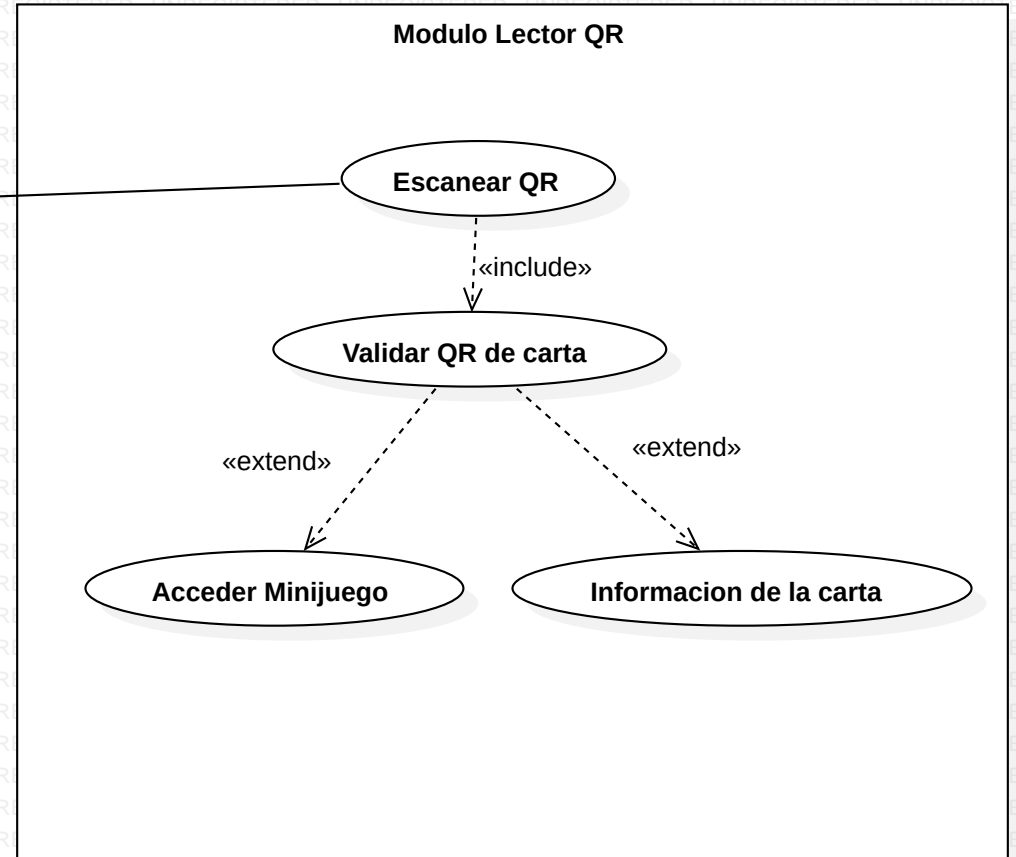 Modulo Lector QR
Escanear QR
«include»
Validar QR de carta
«extend»
«extend»
Acceder Minijuego
Informacion de la carta